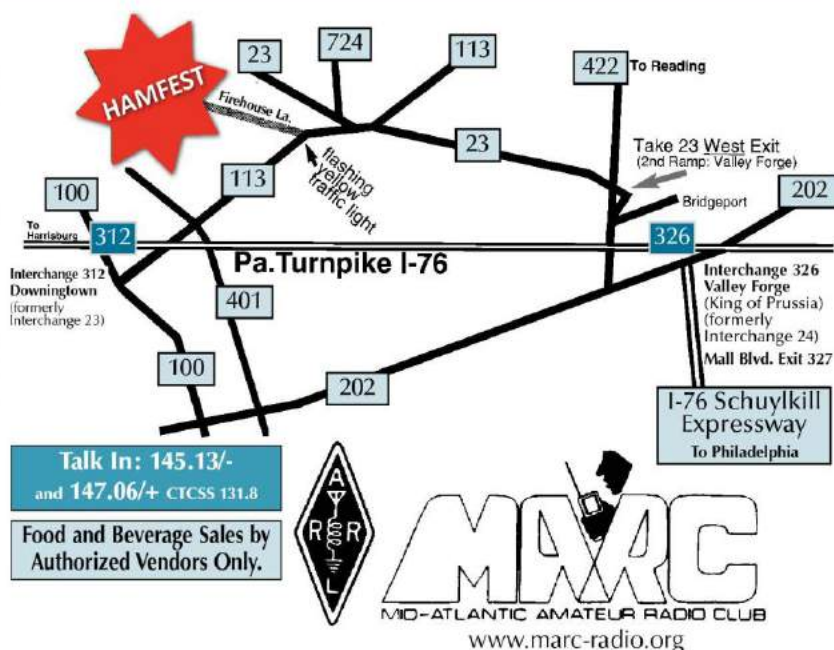 HAMFEST
23
724
113
422
To Reading
Firehouse La.
flashing
yellow
traffic light
23
Take 23 West Exit
(2nd Ramp: Valley Forge)
Bridgeport
202
100
113
To
Harrisburg
312
326
Pa.Turnpike I-76
Interchange 312
Downingtown
(formerly
Interchange 23)
401
Interchange 326
Valley Forge
(King of Prussia)
(formerly
Interchange 24)
Mall Blvd. Exit 327
100
202
I-76 Schuylkill
Expressway
To Philadelphia
Talk In: 145.13/-
and 147.06/+ CTCSS 131.8
Food and Beverage Sales by
Authorized Vendors Only.
A
R R
L
MARC
MID-ATLANTIC AMATEUR RADIO CLUB
www.marc-radio.org